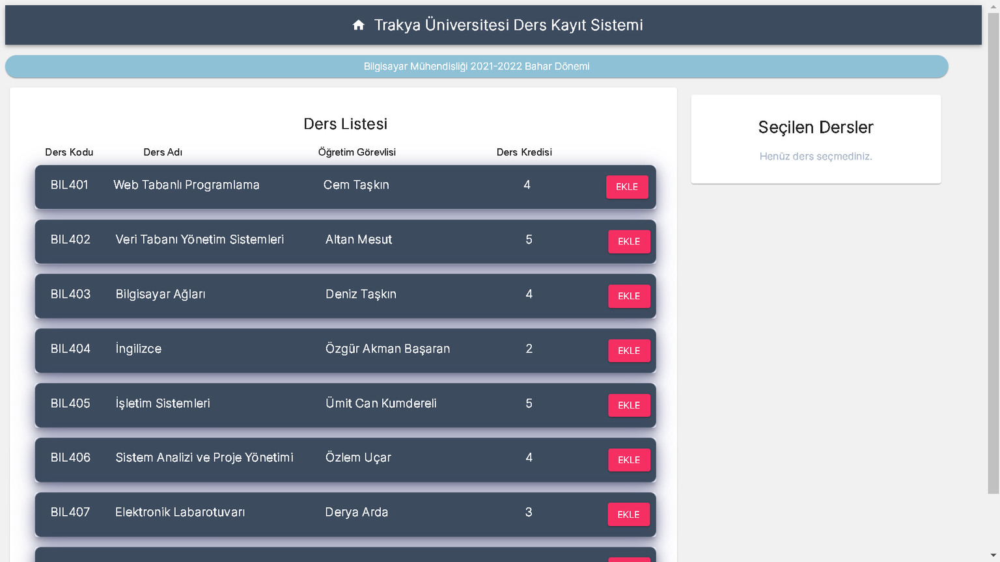 Trakya Üniversitesi Ders Kayıt Sistemi
Bilgisayar Mühendisliği 2021-2022 Bahar Dönemi
Ders Listesi
Ders Kodu Ders Adı Öğretim Görevlisi Ders Kredisi
BIL401 Web Tabanlı Programlama Cem Taşkın 4 EKLE
BIL402 Veri Tabanı Yönetim Sistemleri Altan Mesut 5 EKLE
BIL403 Bilgisayar Ağları Deniz Taşkın 4 EKLE
BIL404 İngilizce Özgür Akman Başaran 2 EKLE
BIL405 İşletim Sistemleri Ümit Can Kumdereli 5 EKLE
BIL406 Sistem Analizi ve Proje Yönetimi Özlem Uçar 4 EKLE
BIL407 Elektronik Labarotuvarı Derya Arda 3 EKLE
Seçilen Dersler
Henüz ders seçmediniz.